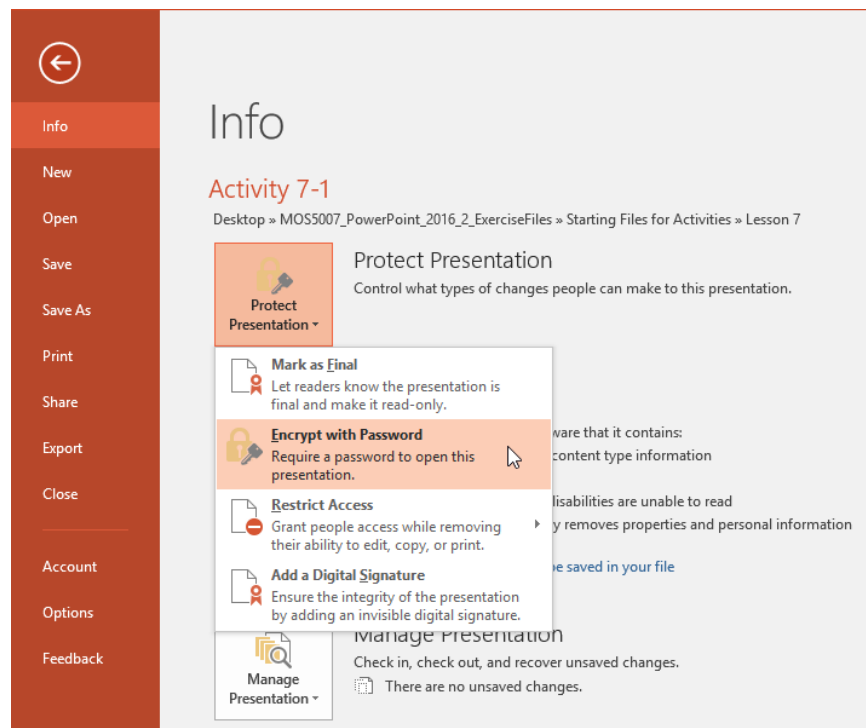 Info
New
Open
Save
Save As
Print
Share
Export
Close
Account
Options
Feedback
Info
Activity 7-1
Desktop » MOS5007_PowerPoint_2016_2_ExerciseFiles » Starting Files for Activities » Lesson 7
Protect
Presentation
Protect Presentation
Control what types of changes people can make to this presentation.
Mark as Final
Let readers know the presentation is
final and make it read-only.
Encrypt with Password
Require a password to open this
presentation.
Restrict Access
Grant people access while removing
their ability to edit, copy, or print.
Add a Digital Signature
Ensure the integrity of the presentation
by adding an invisible digital signature.
ware that it contains:
content type information
disabilities are unable to read
y removes properties and personal information
be saved in your file
Manage
Presentation
Manage Presentation
Check in, check out, and recover unsaved changes.
There are no unsaved changes.